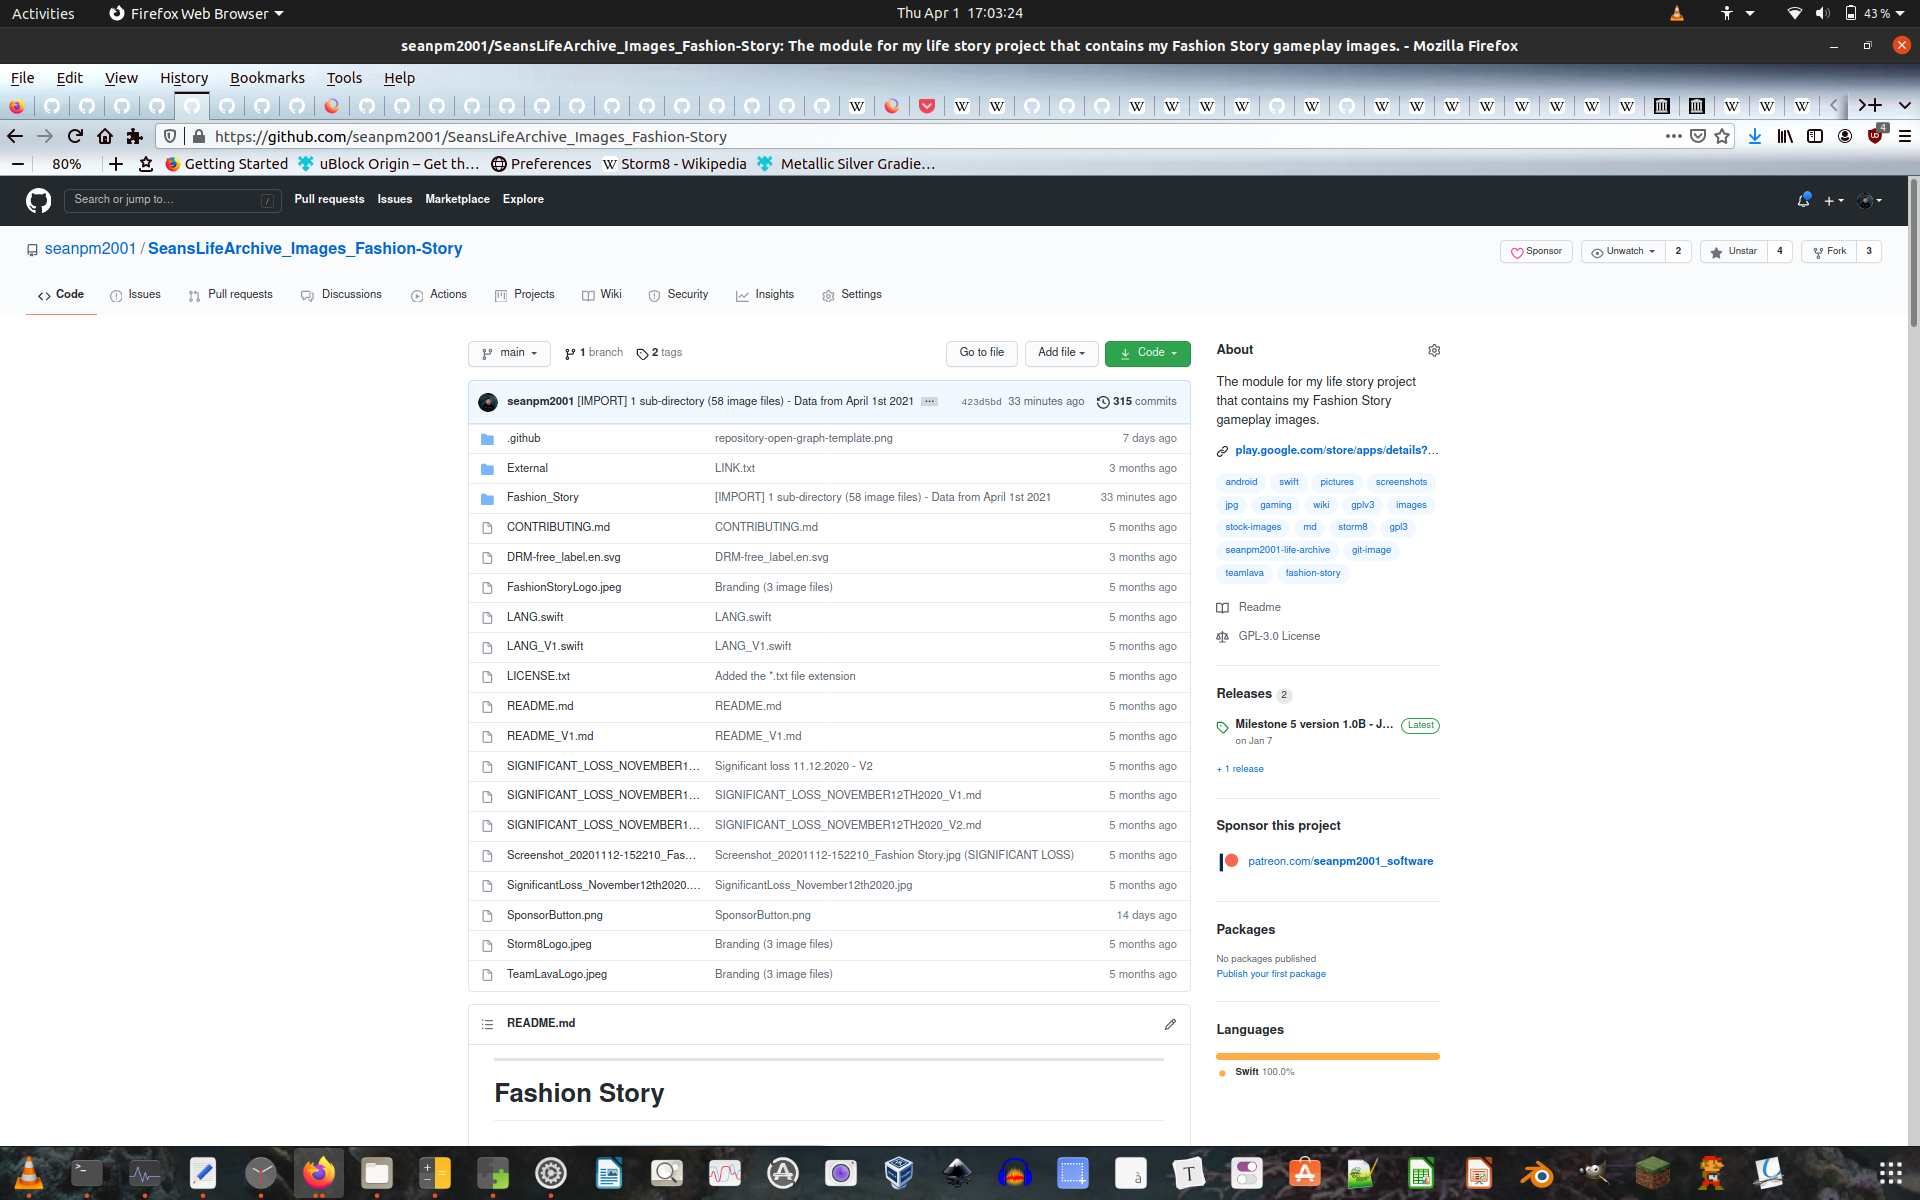 Activities Firefox Web Browser Thu Apr 1 17:03:24 43 %
seanpm2001/SeansLifeArchive_Images_Fashion-Story: The module for my life story project that contains my Fashion Story gameplay images. - Mozilla Firefox
File Edit View History Bookmarks Tools Help
https://github.com/seanpm2001/SeansLifeArchive_Images_Fashion-Story 4
80% Getting Started uBlock Origin – Get th… Preferences Storm8 - Wikipedia Metallic Silver Gradie…
Search or jump to… / Pull requests Issues Marketplace Explore
seanpm2001 / SeansLifeArchive_Images_Fashion-Story Sponsor Unwatch 2 Unstar 4 Fork 3
Code Issues Pull requests Discussions Actions Projects Wiki Security Insights Settings
main 1 branch 2 tags Go to file Add file Code
seanpm2001 [IMPORT] 1 sub-directory (58 image files) - Data from April 1st 2021 ... 423d5bd 33 minutes ago 315 commits
.github repository-open-graph-template.png 7 days ago
External LINK.txt 3 months ago
Fashion_Story [IMPORT] 1 sub-directory (58 image files) - Data from April 1st 2021 33 minutes ago
CONTRIBUTING.md CONTRIBUTING.md 5 months ago
DRM-free_label.en.svg DRM-free_label.en.svg 3 months ago
FashionStoryLogo.jpeg Branding (3 image files) 5 months ago
LANG.swift LANG.swift 5 months ago
LANG_V1.swift LANG_V1.swift 5 months ago
LICENSE.txt Added the *.txt file extension 5 months ago
README.md README.md 5 months ago
README_V1.md README_V1.md 5 months ago
SIGNIFICANT_LOSS_NOVEMBER1… Significant loss 11.12.2020 - V2 5 months ago
SIGNIFICANT_LOSS_NOVEMBER1… SIGNIFICANT_LOSS_NOVEMBER12TH2020_V1.md 5 months ago
SIGNIFICANT_LOSS_NOVEMBER1… SIGNIFICANT_LOSS_NOVEMBER12TH2020_V2.md 5 months ago
Screenshot_20201112-152210_Fas… Screenshot_20201112-152210_Fashion Story.jpg (SIGNIFICANT LOSS) 5 months ago
SignificantLoss_November12th2020.… SignificantLoss_November12th2020.jpg 5 months ago
SponsorButton.png SponsorButton.png 14 days ago
Storm8Logo.jpeg Branding (3 image files) 5 months ago
TeamLavaLogo.jpeg Branding (3 image files) 5 months ago
README.md
Fashion Story
About
The module for my life story project
that contains my Fashion Story
gameplay images.
play.google.com/store/apps/details?…
android swift pictures screenshots
jpg gaming wiki gplv3 images
stock-images md storm8 gpl3
seanpm2001-life-archive git-image
teamlava fashion-story
Readme
GPL-3.0 License
Releases 2
Milestone 5 version 1.0B - J… Latest
on Jan 7
+ 1 release
Sponsor this project
patreon.com/seanpm2001_software
Packages
No packages published
Publish your first package
Languages
Swift 100.0%